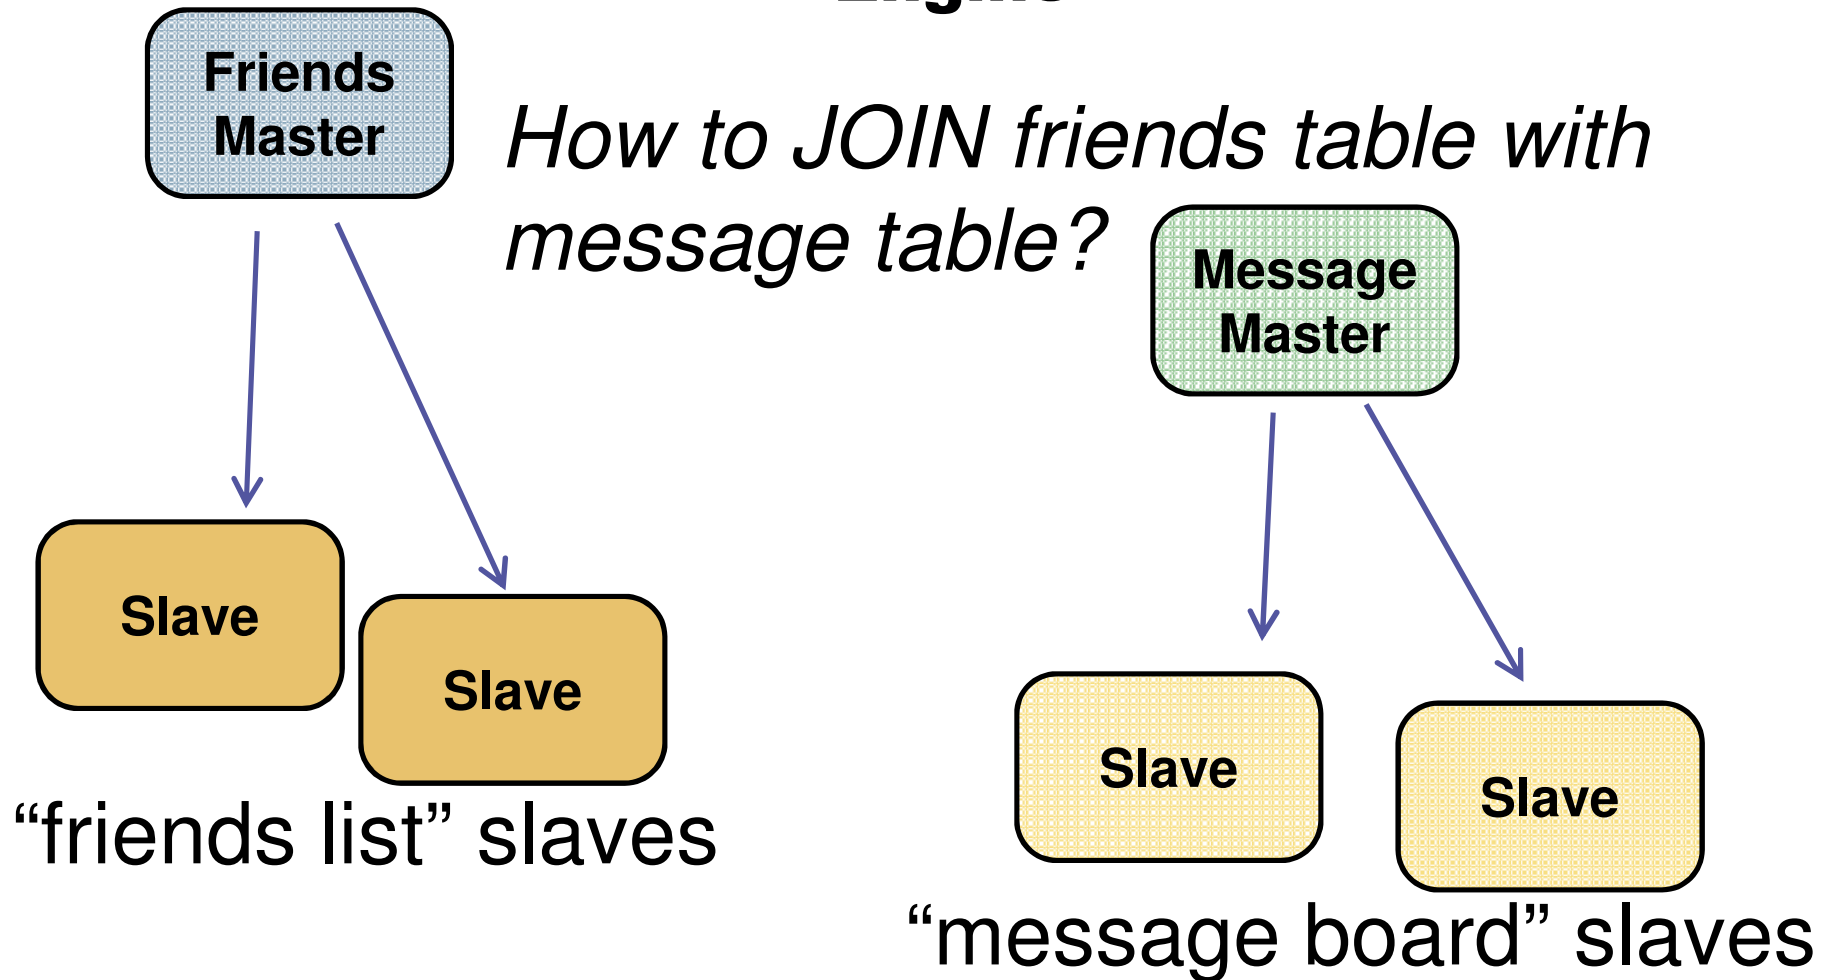 Friends
Master
How to JOIN friends table with
message table?
Message
Master
Slave
Slave
Slave
Slave
“friends list” slaves
“message board” slaves